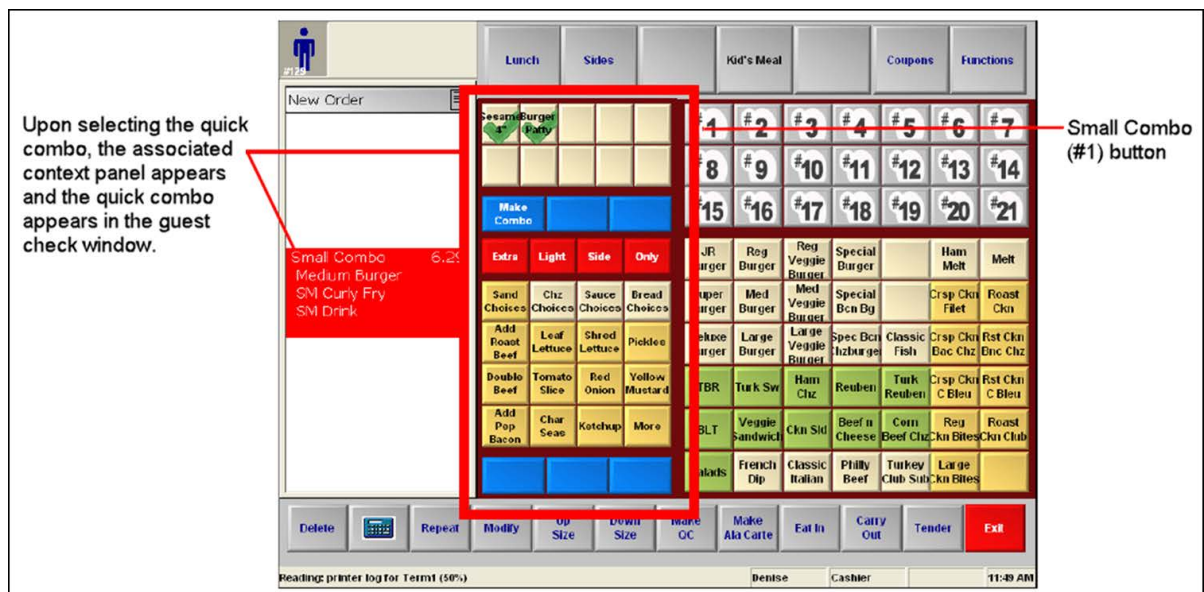 #129
Lunch Sides Kid's Meal Coupons Functions
New Order
Upon selecting the quick
combo, the associated
context panel appears
and the quick combo
appears in the guest
check window.
Small Combo
(#1) button
Small Combo 6.29
Medium Burger
SM Curly Fry
SM Drink
Sesame
4"
Burger
Patty
Make
Combo
Extra Light Side Only
Sand
Choices
Chz
Choices
Sauce
Choices
Bread
Choices
Add
Roast
Beef
Leaf
Lettuce
Shred
Lettuce
Pickles
Double
Beef
Tomato
Slice
Red
Onion
Yellow
Mustard
Add
Pep
Bacon
Char
Seas
Ketchup
More
#1 #2 #3 #4 #5 #6 #7
#8 #9 #10 #11 #12 #13 #14
#15 #16 #17 #18 #19 #20 #21
JR
Burger
Reg
Burger
Reg
Veggie
Burger
Special
Burger
Ham
Melt
Melt
Med
Burger
Med
Veggie
Burger
Special
Bcn Bg
Crsp Ckn
Filet
Roast
Ckn
Large
Burger
Large
Veggie
Burger
Spec Bcn
Chzburge
Classic
Fish
Crsp Ckn
Bac Chz
Rst Ckn
Bnc Chz
TBR
Turk Sw
Ham
Chz
Reuben
Turk
Reuben
Crsp Ckn
C Bleu
Rst Ckn
C Bleu
BLT
Veggie
Sandwich
Ckn Sld
Beef n
Cheese
Corn
Beef Chz
Reg
Ckn Bites
Roast
Ckn Club
French
Dip
Classic
Italian
Philly
Beef
Turkey
Club Sub
Large
Ckn Bites
Delete
Repeat
Modify
Up
Size
Down
Size
Make
QC
Make
Ala Carte
Eat In
Carry
Out
Tender
Exit
Reading: printer log for Term1 (50%) Denise Cashier 11:49 AM